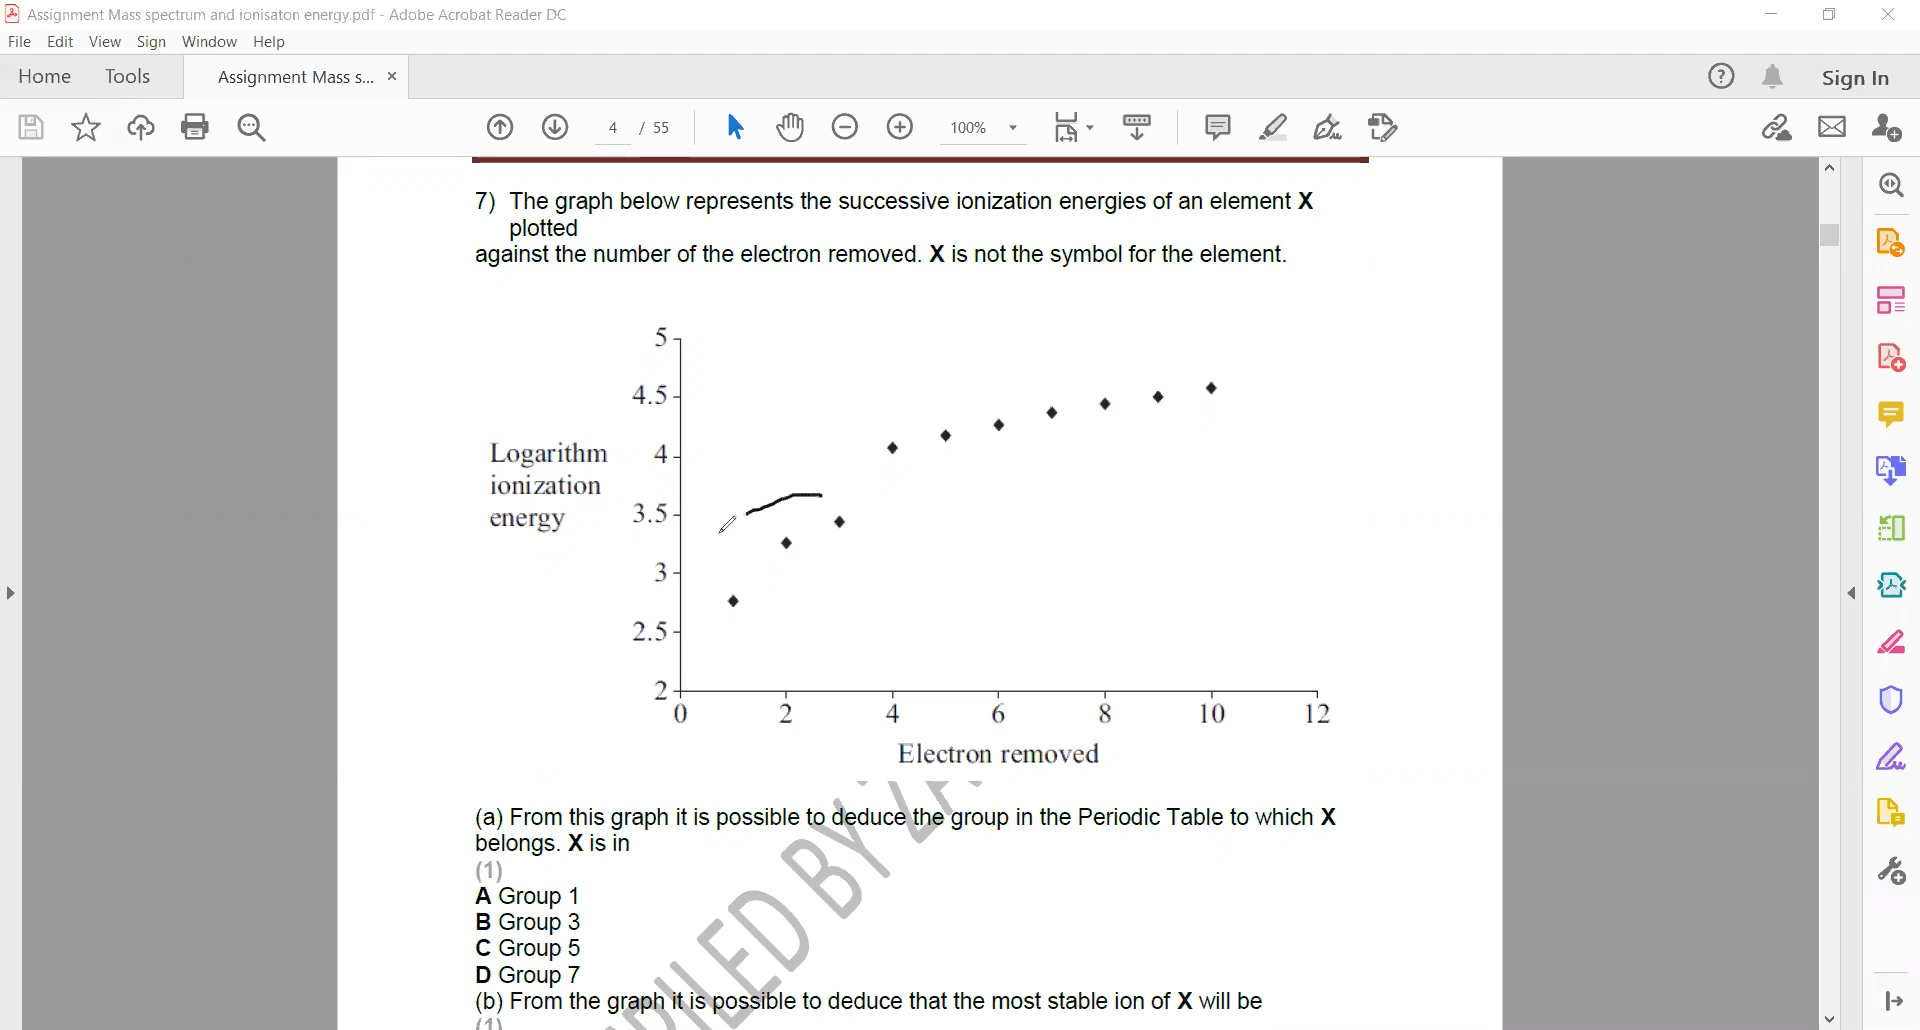 Assignment Mass spectrum and ionisaton energy.pdf - Adobe Acrobat Reader DC
File Edit View Sign Window Help
Home Tools Assignment Mass s... × Sign In
4 / 55 100%
7) The graph below represents the successive ionization energies of an element X
plotted
against the number of the electron removed. X is not the symbol for the element.
5
4.5
4
3.5
3
2.5
2
Logarithm
ionization
energy
0 2 4 6 8 10 12
Electron removed
(a) From this graph it is possible to deduce the group in the Periodic Table to which X
belongs. X is in
(1)
A Group 1
B Group 3
C Group 5
D Group 7
(b) From the graph it is possible to deduce that the most stable ion of X will be
(1)